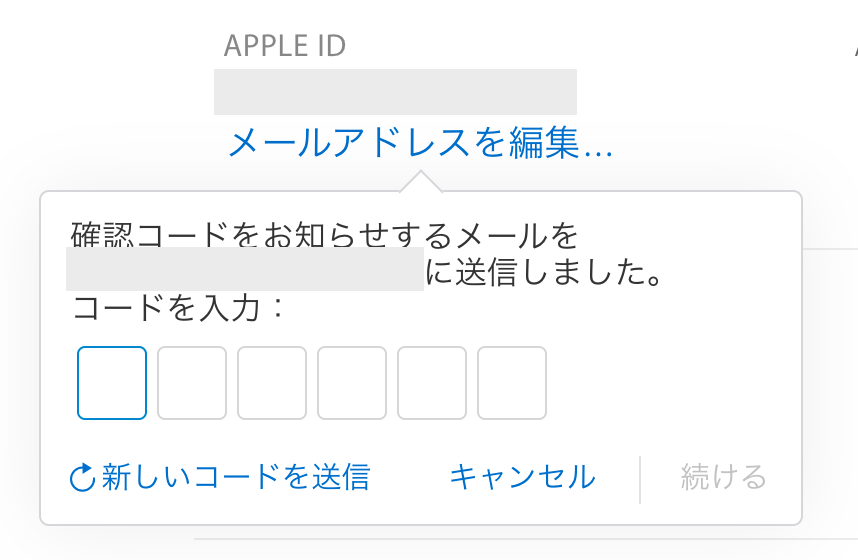 APPLE ID
メールアドレスを編集...
確認コードをお知らせするメールを
に送信しました。
コードを入力：
新しいコードを送信
キャンセル
続ける